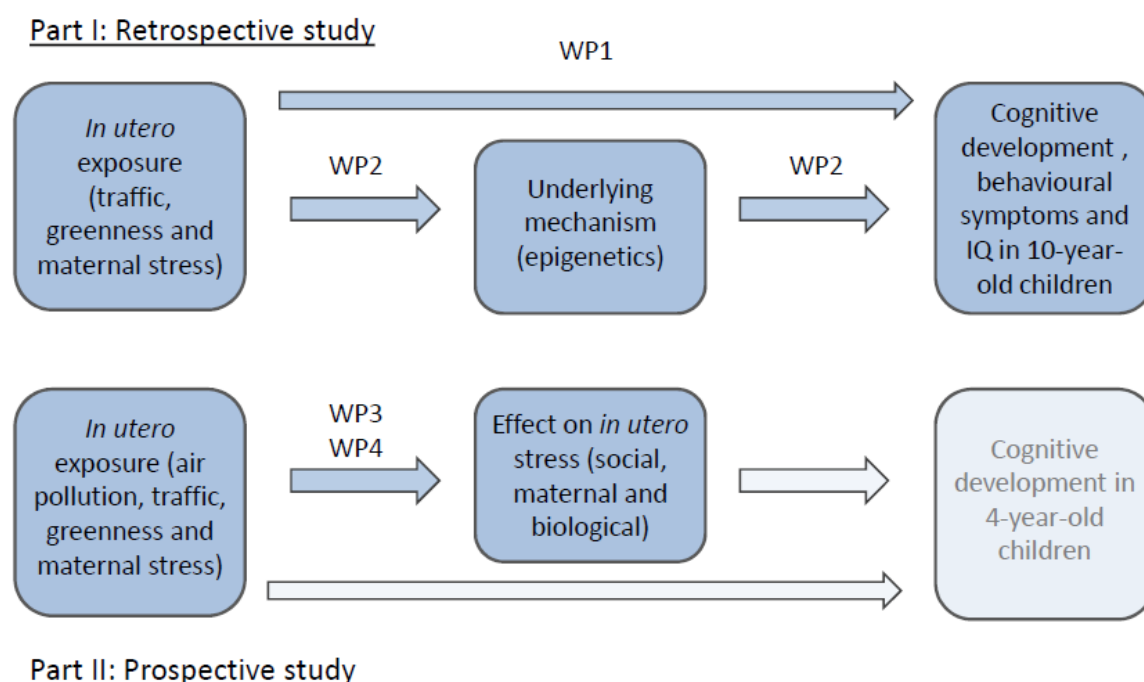 Part I: Retrospective study
WP1
In utero
exposure
(traffic,
greenness and
maternal stress)
WP2
Underlying
mechanism
(epigenetics)
WP2
Cognitive
development ,
behavioural
symptoms and
IQ in 10-year-
old children
In utero
exposure (air
pollution, traffic,
greenness and
maternal stress)
WP3
WP4
Effect on in utero
stress (social,
maternal and
biological)
Cognitive
development in
4-year-old
children
Part II: Prospective study